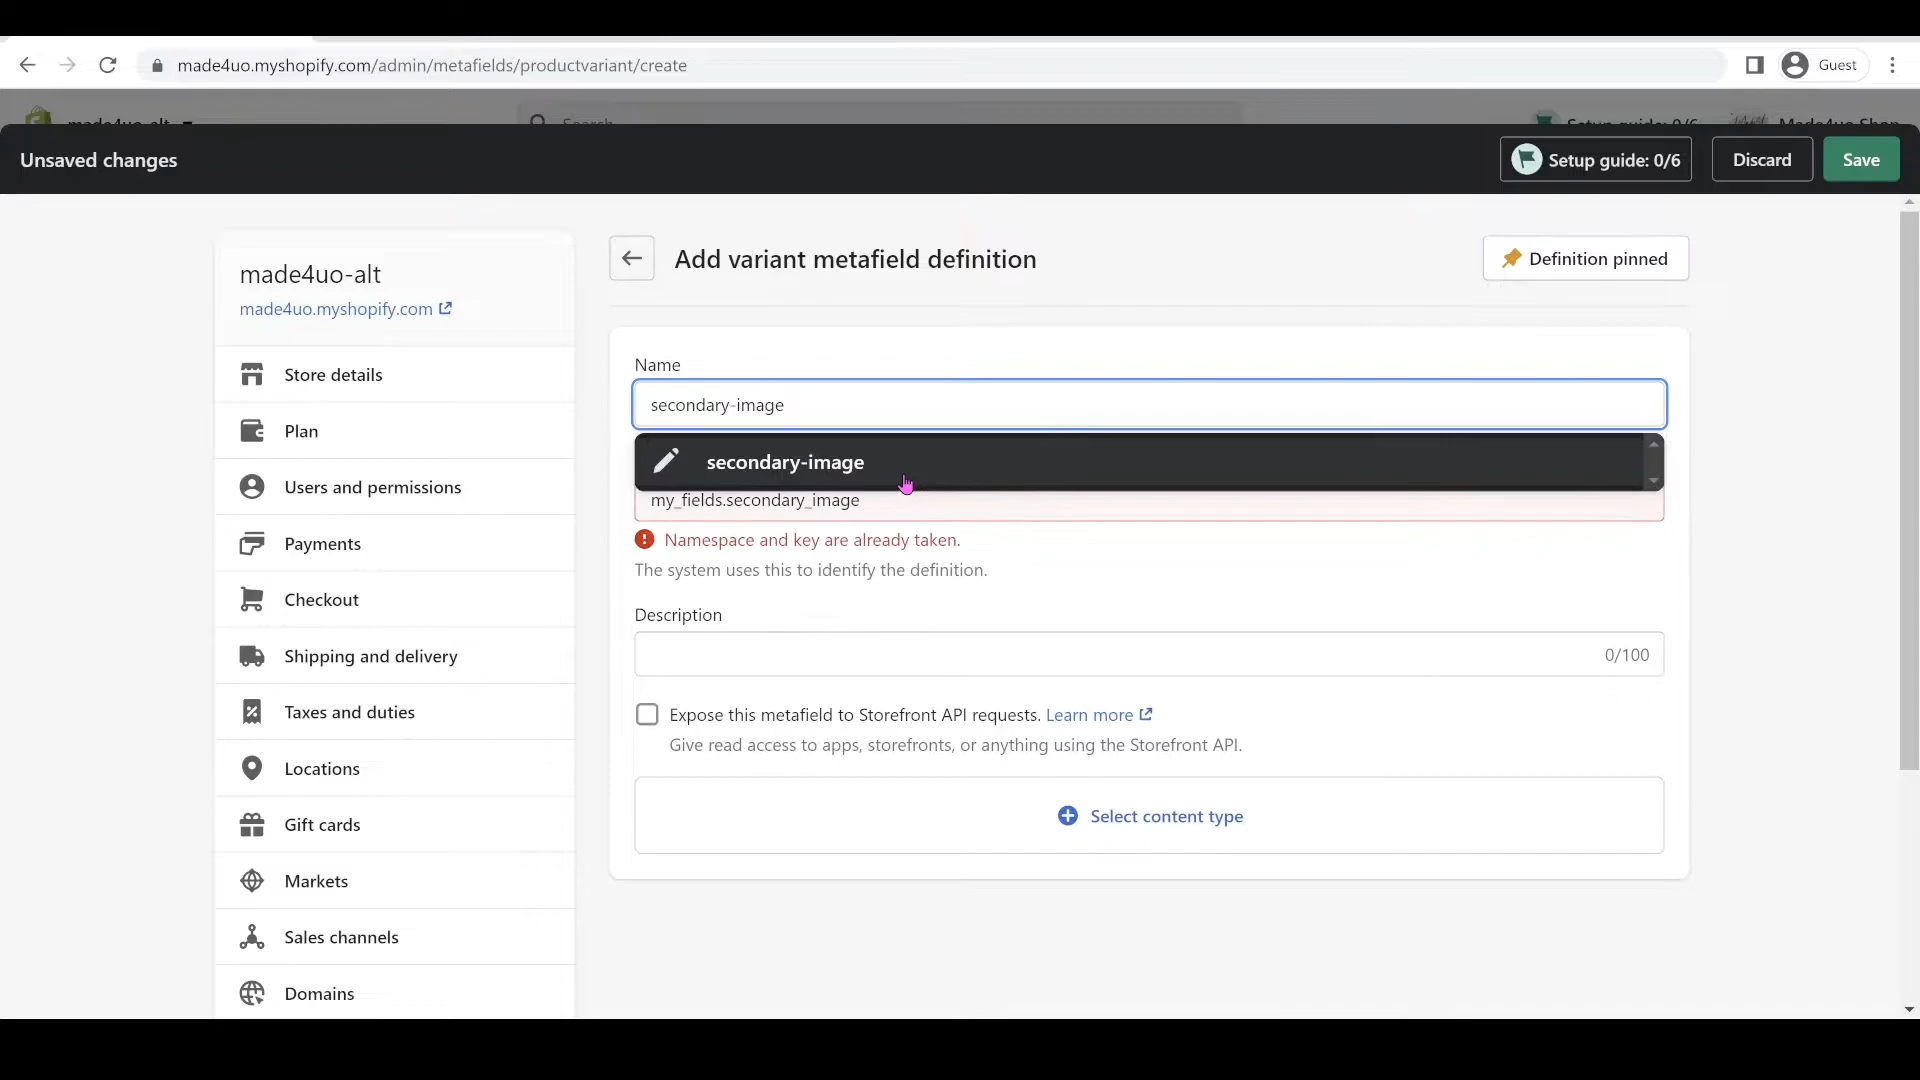 made4uo.myshopify.com/admin/metafields/productvariant/create
Guest
made4uo-alt
Search
Setup guide: 0/6
Made4uo Shop
Unsaved changes
Setup guide: 0/6
Discard
Save
made4uo-alt
made4uo.myshopify.com
Store details
Plan
Users and permissions
Payments
Checkout
Shipping and delivery
Taxes and duties
Locations
Gift cards
Markets
Sales channels
Domains
Add variant metafield definition
Definition pinned
Name
secondary-image
secondary-image
my_fields.secondary_image
Namespace and key are already taken.
The system uses this to identify the definition.
Description
0/100
Expose this metafield to Storefront API requests. Learn more
Give read access to apps, storefronts, or anything using the Storefront API.
Select content type